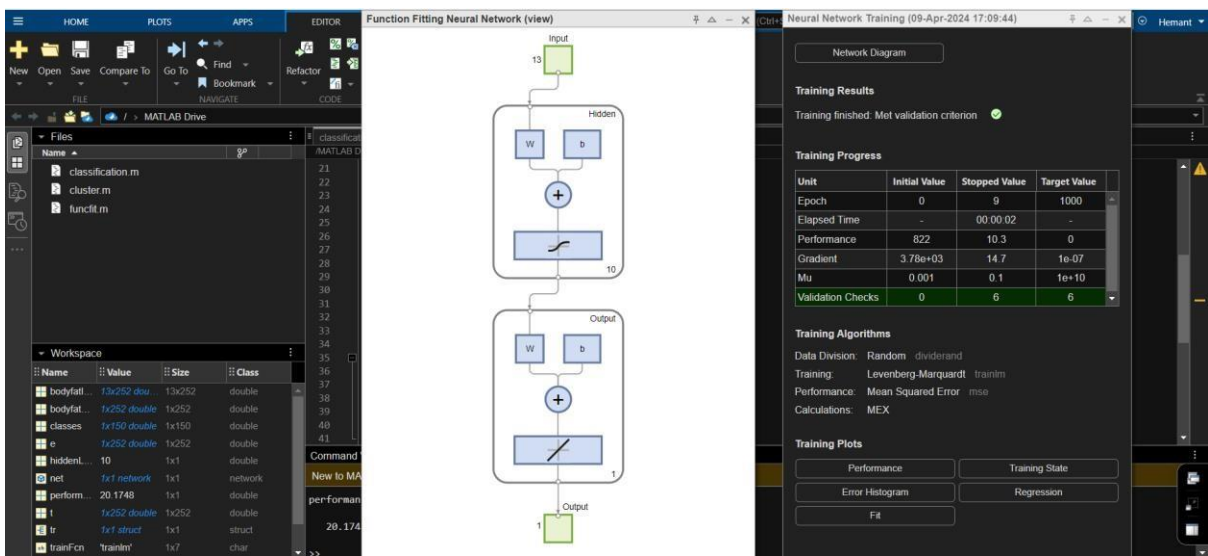 HOME PLOTS APPS EDITOR
Function Fitting Neural Network (view)
Neural Network Training (09-Apr-2024 17:09:44)
Hemant
New Open Save Compare To Go To Find Bookmark Refactor
FILE NAVIGATE CODE
/ > MATLAB Drive
Files
Name
classification.m
cluster.m
funcfit.m
classificat
/MATLAB D
21
22
23
24
25
26
27
28
29
30
31
32
33
34
35
36
37
38
39
40
41
Workspace
Name Value Size Class
bodyfatI... 13x252 dou... 13x252 double
bodyfat... 1x252 double 1x252 double
classes 1x150 double 1x150 double
e 1x252 double 1x252 double
hiddenL... 10 1x1 double
net 1x1 network 1x1 network
perform... 20.1748 1x1 double
t 1x252 double 1x252 double
tr 1x1 struct 1x1 struct
trainFcn 'trainlm' 1x7 char
Command
New to MA
performan
20.174
>>
Input
13
Hidden
W b
+
10
Output
W b
+
1
Output
1
Network Diagram
Training Results
Training finished: Met validation criterion
Training Progress
Unit Initial Value Stopped Value Target Value
Epoch 0 9 1000
Elapsed Time - 00:00:02 -
Performance 822 10.3 0
Gradient 3.78e+03 14.7 1e-07
Mu 0.001 0.1 1e+10
Validation Checks 0 6 6
Training Algorithms
Data Division: Random dividerand
Training: Levenberg-Marquardt trainlm
Performance: Mean Squared Error mse
Calculations: MEX
Training Plots
Performance Training State
Error Histogram Regression
Fit